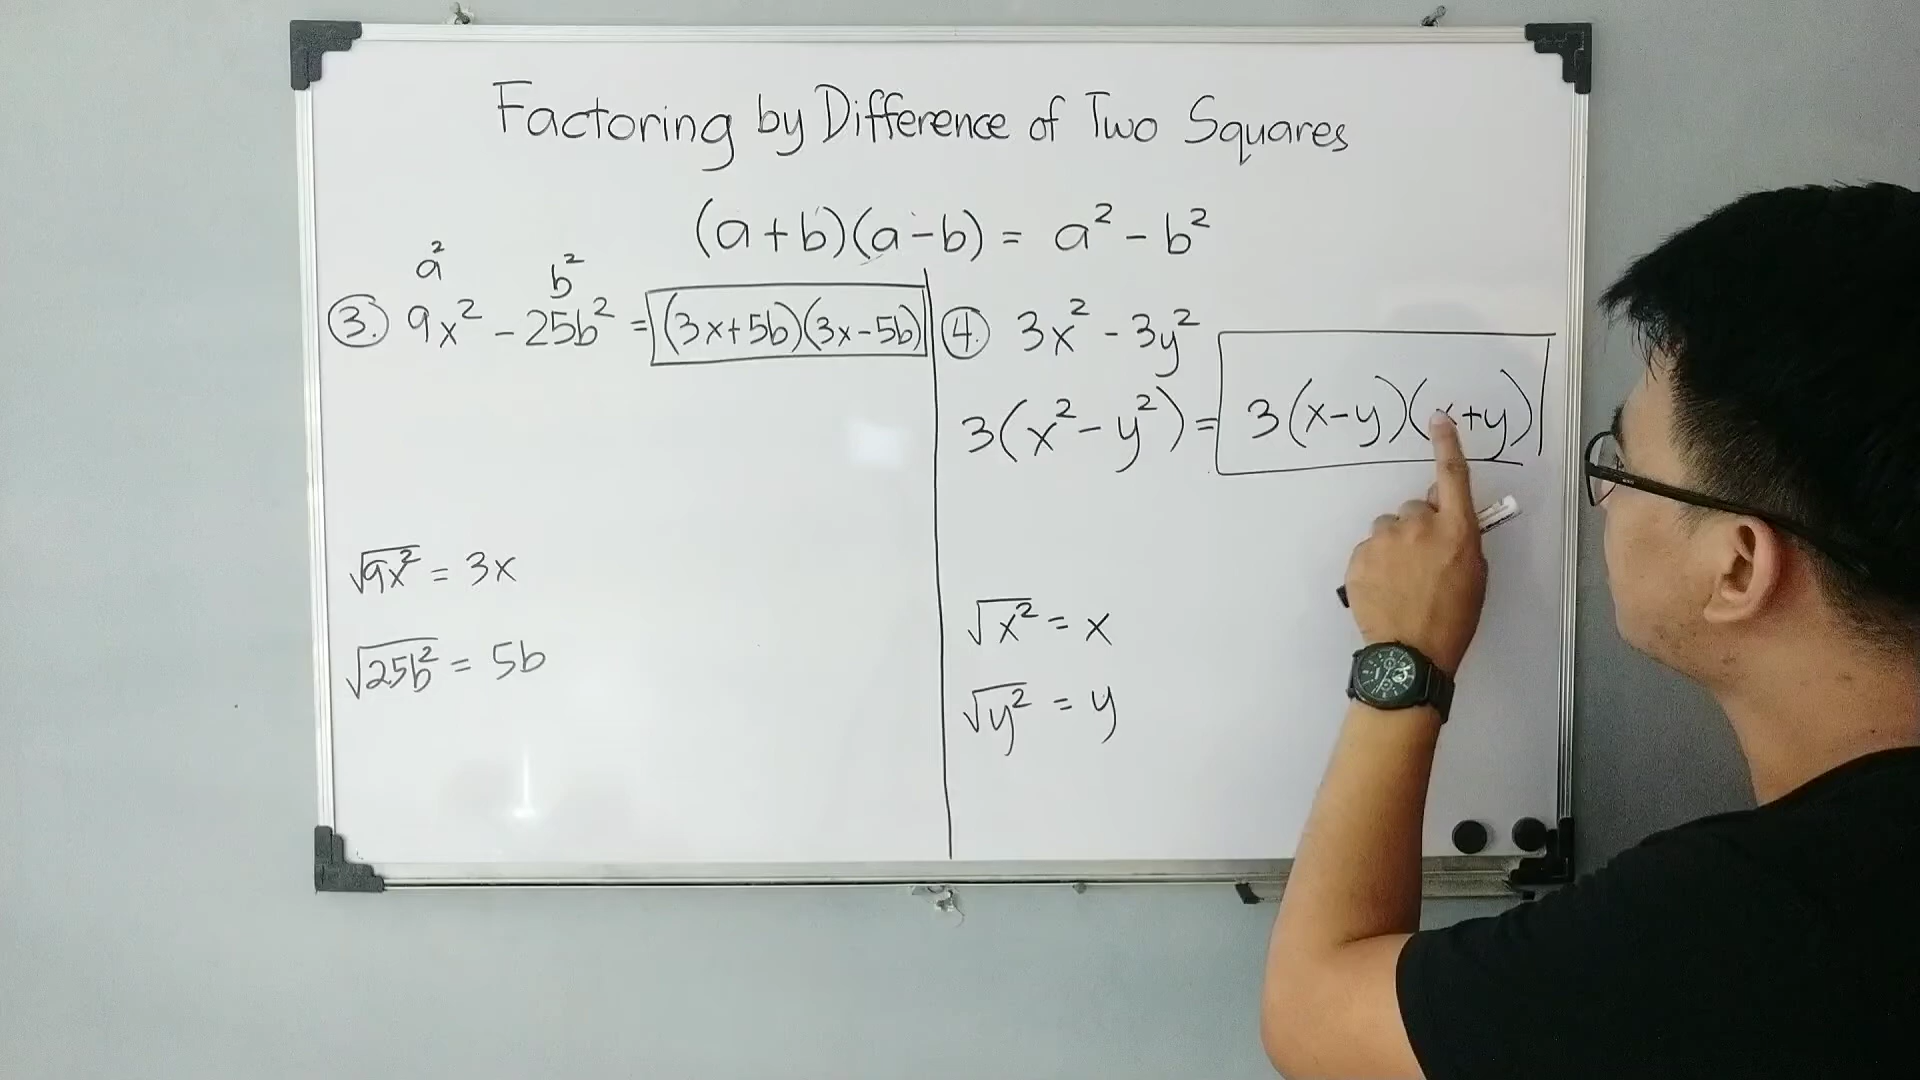 Factoring by Difference of Two Squares
(a+b)(a-b) = a² - b²
a² b²
3. 9x² - 25b² = (3x+5b)(3x-5b)
√9x² = 3x
√25b² = 5b
4. 3x² - 3y²
3(x² - y²) = 3(x-y)(x+y)
√x² = x
√y² = y